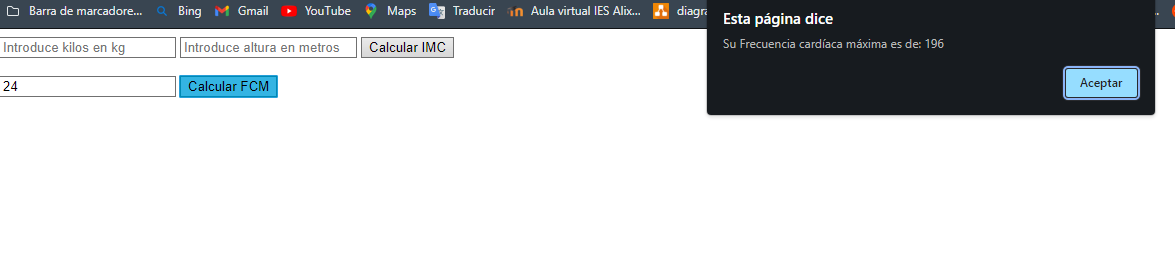 Barra de marcadore... Bing Gmail YouTube Maps Traducir Aula virtual IES Alix... diagra
Esta página dice
Su Frecuencia cardíaca máxima es de: 196
Aceptar
Introduce kilos en kg Introduce altura en metros Calcular IMC
24 Calcular FCM